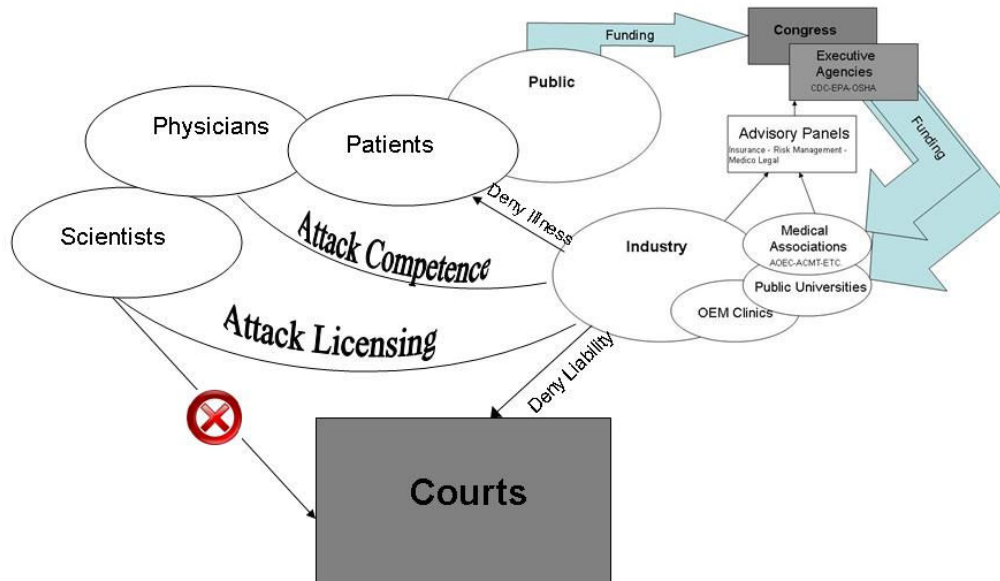 Funding
Congress
Executive
Agencies
CDC-EPA-OSHA
Public
Funding
Physicians
Patients
Advisory Panels
Insurance - Risk Management -
Medico Legal
Deny Illness
Scientists
Attack Competence
Industry
Medical
Associations
AOEC-ACMT-ETC.
Public Universities
OEM Clinics
Attack Licensing
Deny Liability
Courts